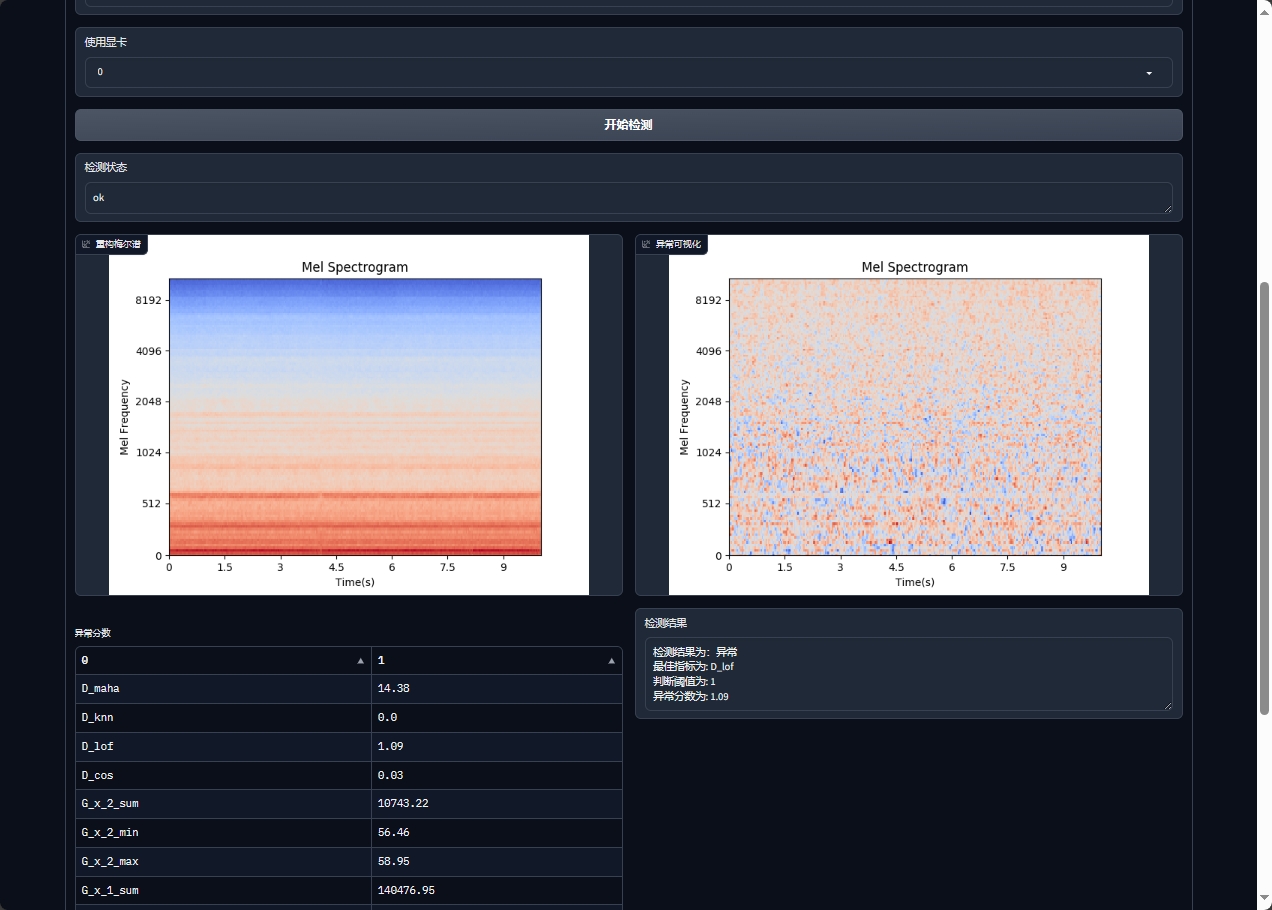 使用显卡
0
开始检测
检测状态
ok
重构梅尔谱
Mel Spectrogram
8192
4096
2048
1024
512
0
Mel Frequency
0 1.5 3 4.5 6 7.5 9
Time(s)
异常可视化
Mel Spectrogram
8192
4096
2048
1024
512
0
Mel Frequency
0 1.5 3 4.5 6 7.5 9
Time(s)
异常分数
0 1
D_maha 14.38
D_knn 0.0
D_lof 1.09
D_cos 0.03
G_x_2_sum 10743.22
G_x_2_min 56.46
G_x_2_max 58.95
G_x_1_sum 140476.95
检测结果
检测结果为: 异常
最佳指标为: D_lof
判断阈值为: 1
异常分数为: 1.09